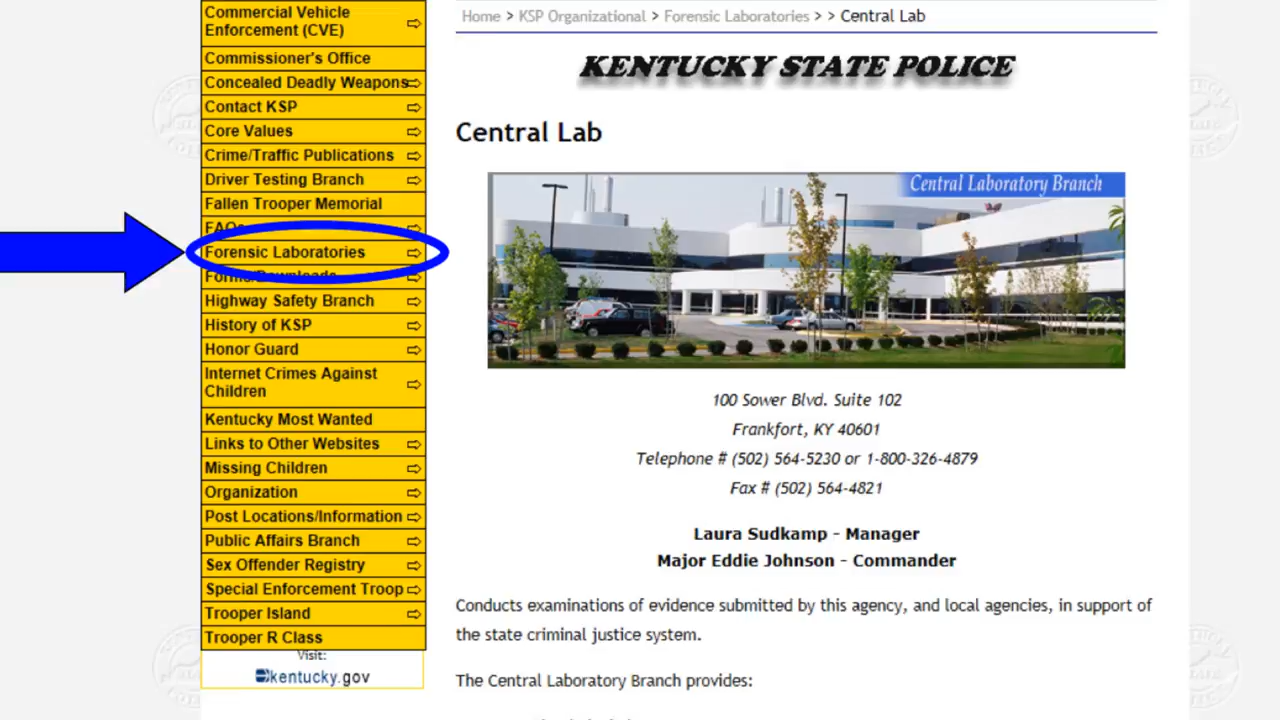 Commercial Vehicle
Enforcement (CVE)
Commissioner's Office
Concealed Deadly Weapons
Contact KSP
Core Values
Crime/Traffic Publications
Driver Testing Branch
Fallen Trooper Memorial
FAQs
Forensic Laboratories
Forms/Downloads
Highway Safety Branch
History of KSP
Honor Guard
Internet Crimes Against
Children
Kentucky Most Wanted
Links to Other Websites
Missing Children
Organization
Post Locations/Information
Public Affairs Branch
Sex Offender Registry
Special Enforcement Troop
Trooper Island
Trooper R Class
Visit:
kentucky.gov
Home > KSP Organizational > Forensic Laboratories > > Central Lab
KENTUCKY STATE POLICE
Central Lab
Central Laboratory Branch
100 Sower Blvd. Suite 102
Frankfort, KY 40601
Telephone # (502) 564-5230 or 1-800-326-4879
Fax # (502) 564-4821
Laura Sudkamp - Manager
Major Eddie Johnson - Commander
Conducts examinations of evidence submitted by this agency, and local agencies, in support of
the state criminal justice system.
The Central Laboratory Branch provides: